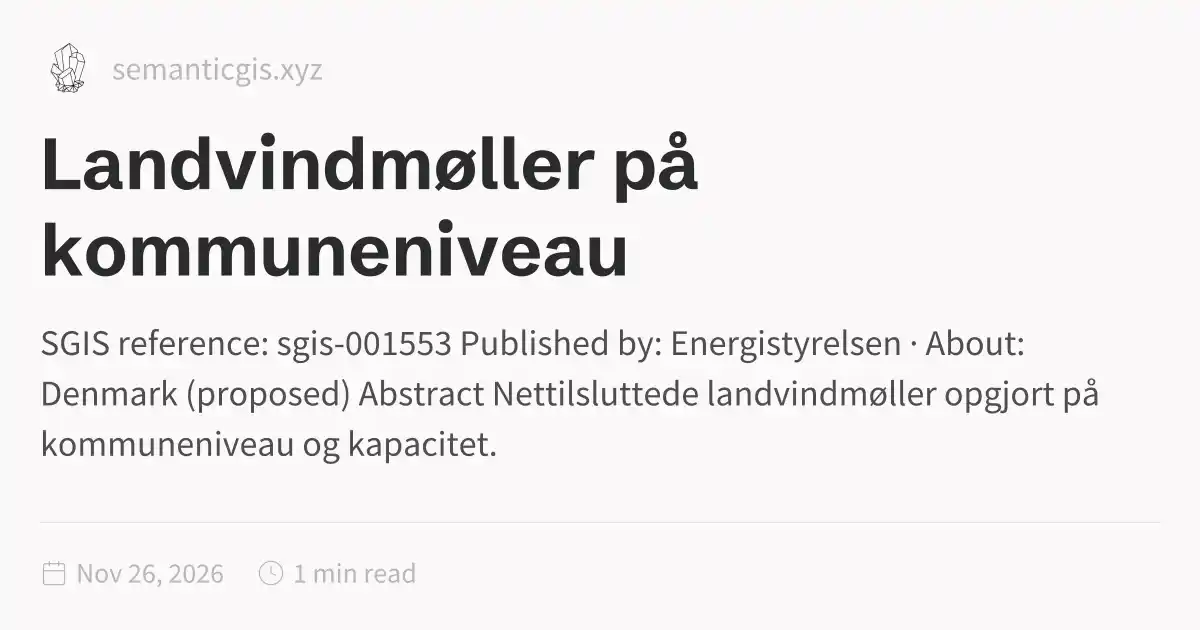 semanticgis.xyz
Landvindmøller på
kommuneniveau
SGIS reference: sgis-001553 Published by: Energistyrelsen · About:
Denmark (proposed) Abstract Nettilsluttede landvindmøller opgjort på
kommuneniveau og kapacitet.
Nov 26, 2026 1 min read